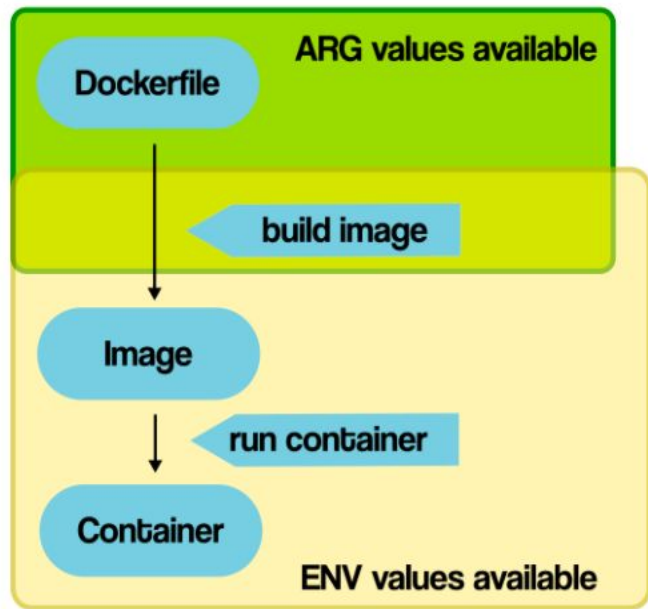 ARG values available
Dockerfile
build image
Image
run container
Container
ENV values available